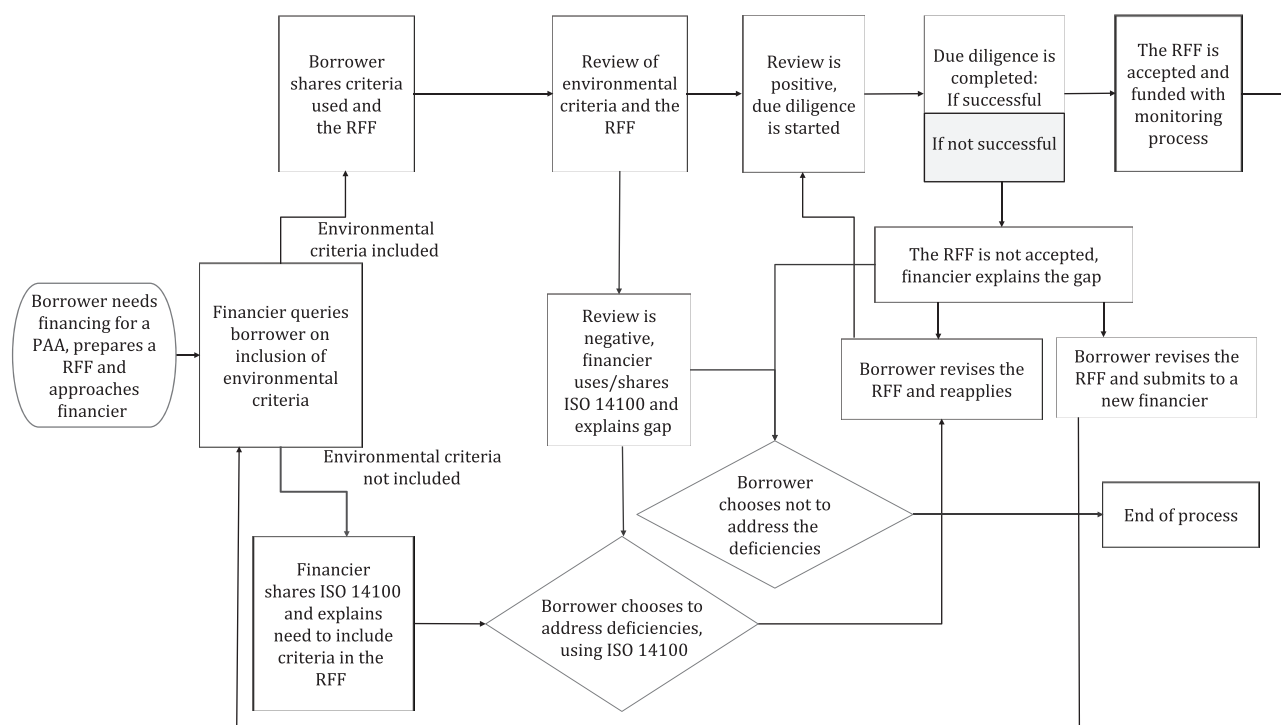 Borrower
shares criteria
used and
the RFF
Review of
environmental
criteria and the
RFF
Review is
positive,
due diligence
is started
Due diligence is
completed:
If successful
If not successful
The RFF is
accepted and
funded with
monitoring
process
Environmental
criteria included
The RFF is not accepted,
financier explains the gap
Borrower needs
financing for a
PAA, prepares a
RFF and
approaches
financier
Financier queries
borrower on
inclusion of
environmental
criteria
Review is
negative,
financier
uses/shares
ISO 14100 and
explains gap
Borrower revises
the RFF and reapplies
Borrower revises the
RFF and submits to a
new financier
Environmental criteria
not included
Borrower
chooses not to
address the
deficiencies
End of process
Financier
shares ISO 14100
and explains
need to include
criteria in the
RFF
Borrower chooses to
address deficiencies,
using ISO 14100